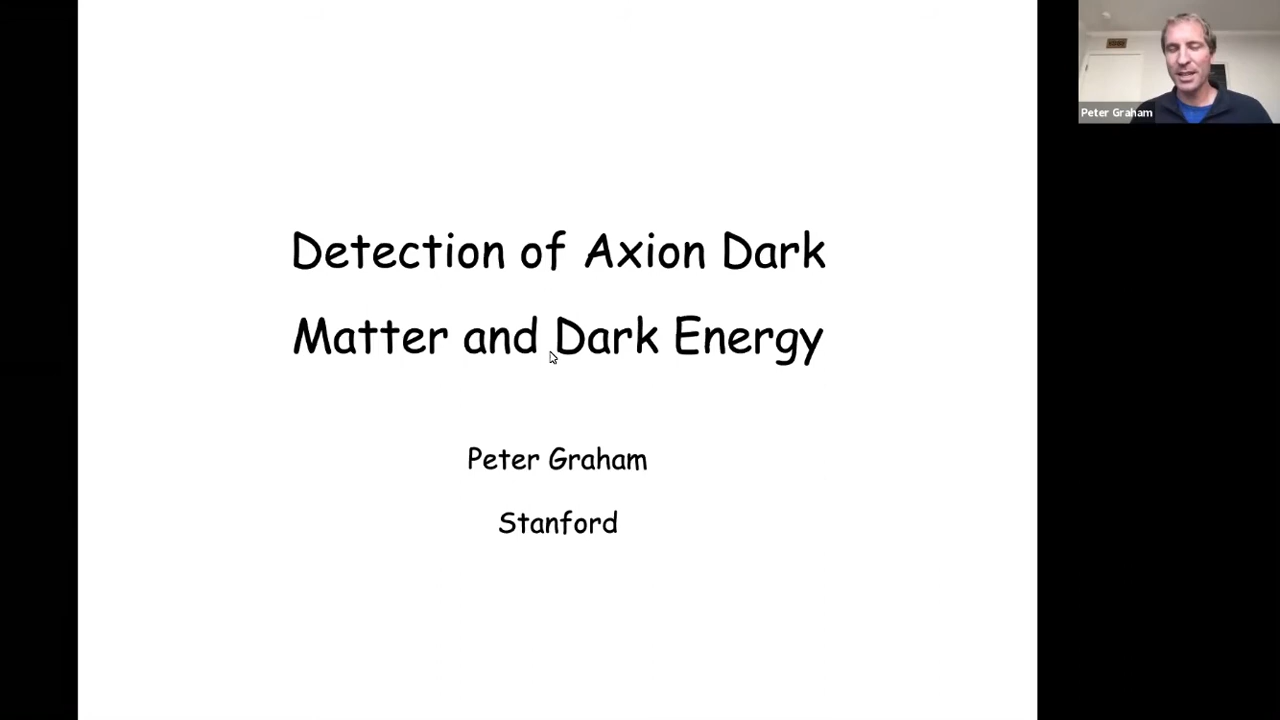 Detection of Axion Dark
Matter and Dark Energy
Peter Graham
Stanford
Peter Graham